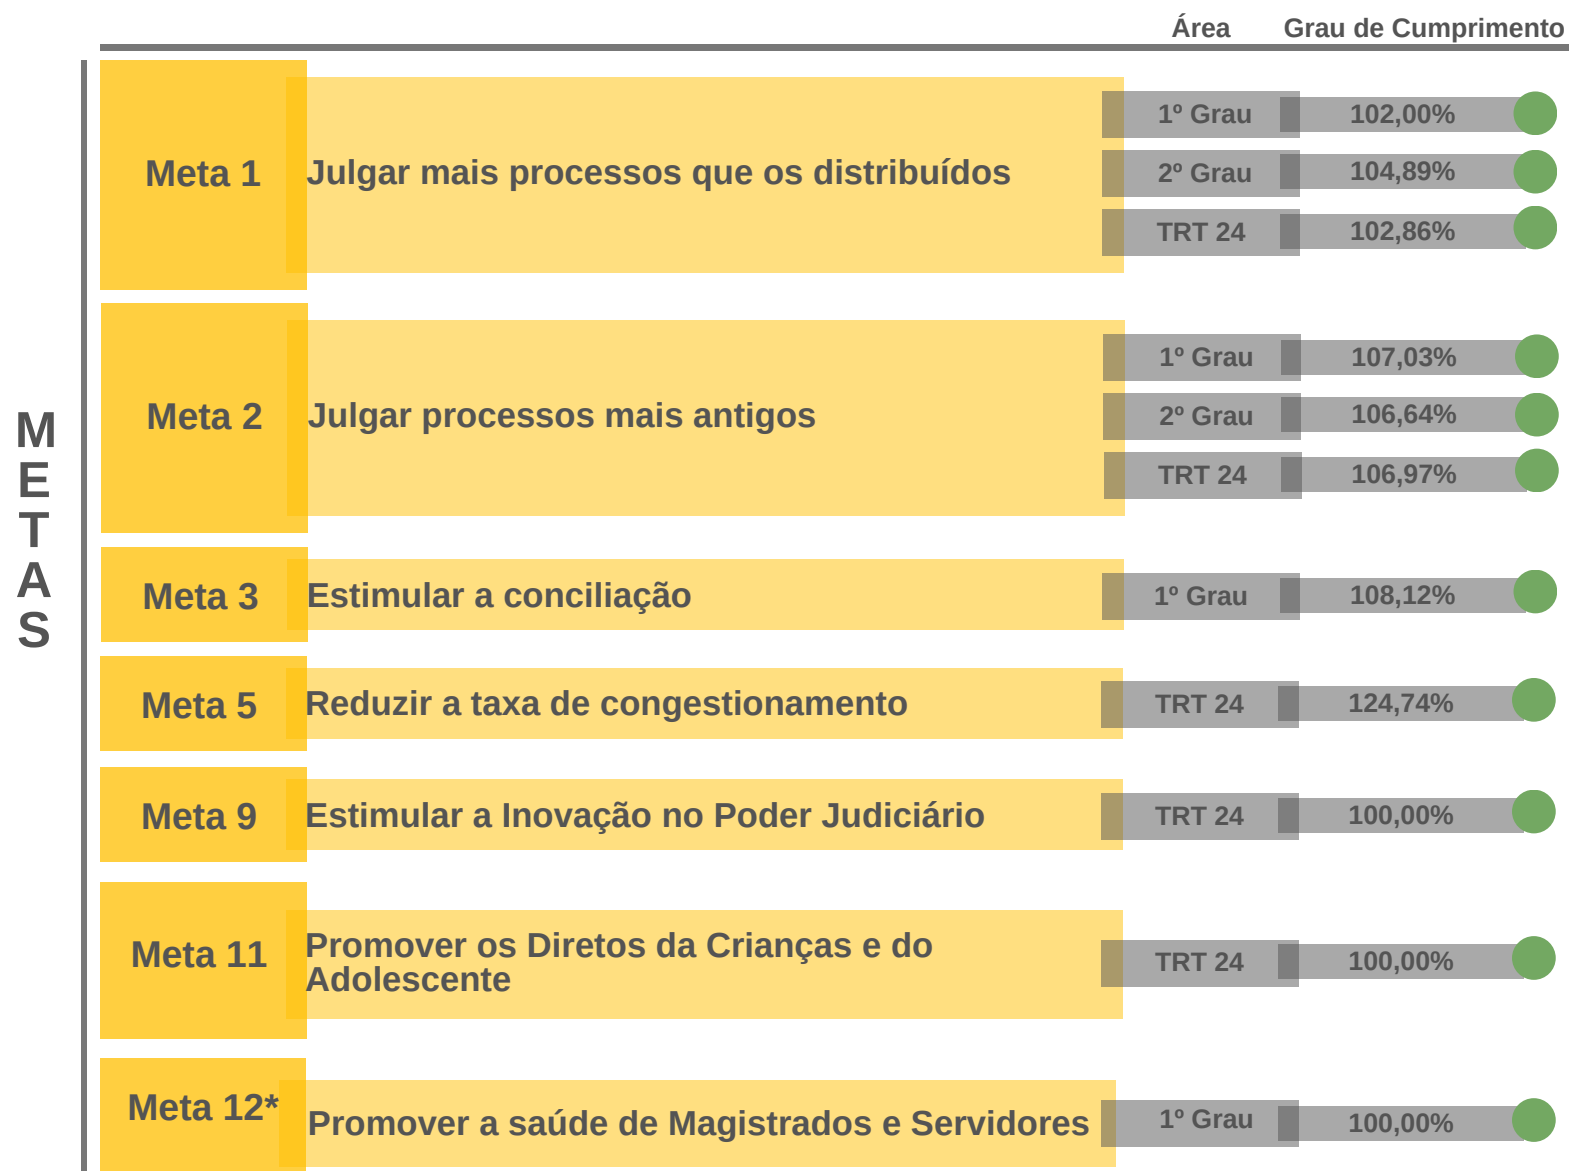 Área Grau de Cumprimento
METAS
Meta 1
Julgar mais processos que os distribuídos
1º Grau 102,00%
2º Grau 104,89%
TRT 24 102,86%
Meta 2
Julgar processos mais antigos
1º Grau 107,03%
2º Grau 106,64%
TRT 24 106,97%
Meta 3 Estimular a conciliação 1º Grau 108,12%
Meta 5 Reduzir a taxa de congestionamento TRT 24 124,74%
Meta 9 Estimular a Inovação no Poder Judiciário TRT 24 100,00%
Meta 11
Promover os Diretos da Crianças e do
Adolescente
TRT 24 100,00%
Meta 12*
Promover a saúde de Magistrados e Servidores 1º Grau 100,00%